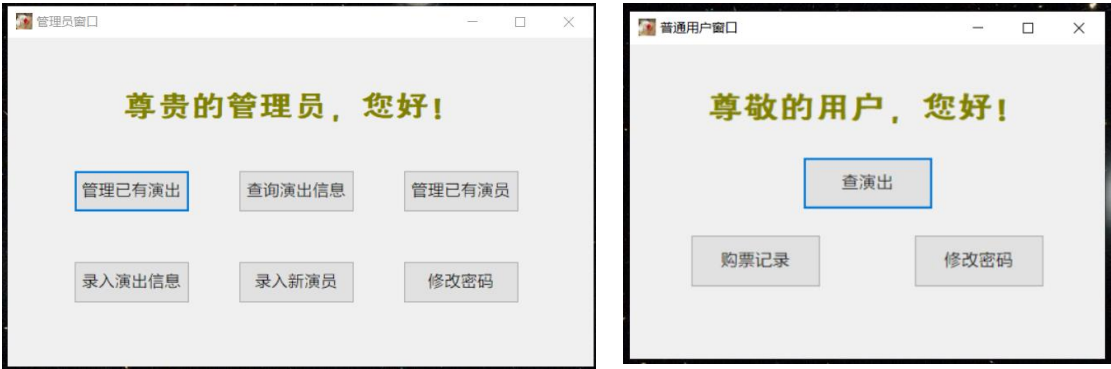 管理员窗口
尊贵的管理员，您好！
管理已有演出 查询演出信息 管理已有演员
录入演出信息 录入新演员 修改密码
普通用户窗口
尊敬的用户，您好！
查演出
购票记录 修改密码